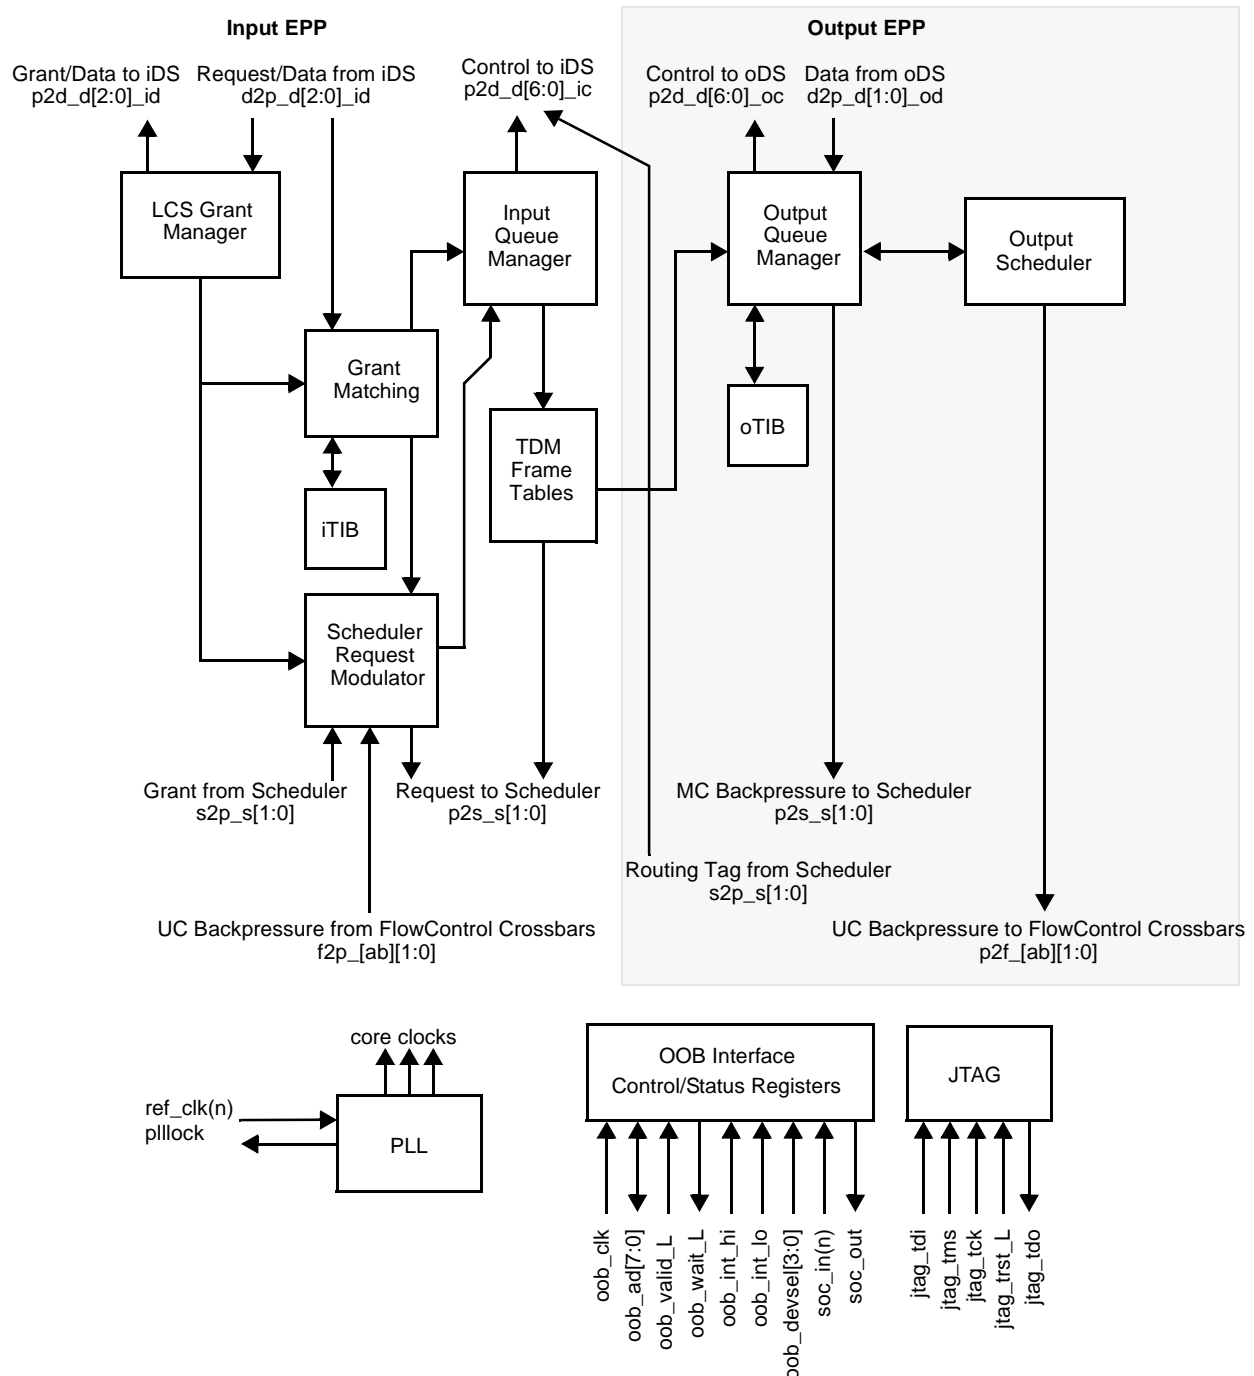 Input EPP
Output EPP
Grant/Data to iDS
p2d_d[2:0]_id
Request/Data from iDS
d2p_d[2:0]_id
Control to iDS
p2d_d[6:0]_ic
Control to oDS
p2d_d[6:0]_oc
Data from oDS
d2p_d[1:0]_od
LCS Grant
Manager
Input
Queue
Manager
Output
Queue
Manager
Output
Scheduler
Grant
Matching
iTIB
TDM
Frame
Tables
oTIB
Scheduler
Request
Modulator
Grant from Scheduler
s2p_s[1:0]
Request to Scheduler
p2s_s[1:0]
MC Backpressure to Scheduler
p2s_s[1:0]
Routing Tag from Scheduler
s2p_s[1:0]
UC Backpressure from FlowControl Crossbars
f2p_[ab][1:0]
UC Backpressure to FlowControl Crossbars
p2f_[ab][1:0]
core clocks
ref_clk(n)
plllock
PLL
OOB Interface
Control/Status Registers
JTAG
oob_clk
oob_ad[7:0]
oob_valid_L
oob_wait_L
oob_int_hi
oob_int_lo
oob_devsel[3:0]
soc_in(n)
soc_out
jtag_tdi
jtag_tms
jtag_tck
jtag_trst_L
jtag_tdo